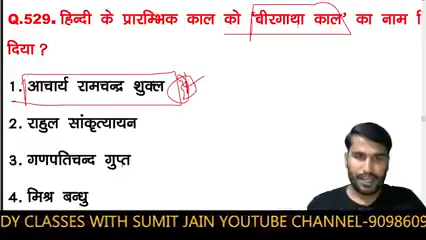 Q.529. हिन्दी के प्रारम्भिक काल को 'बीरगाथा काल' का नाम
दिया ?
1. आचार्य रामचन्द्र शुक्ल
2. राहुल सांकृत्यायन
3. गणपतिचन्द गुप्त
4. मिश्र बन्धु
DY CLASSES WITH SUMIT JAIN YOUTUBE CHANNEL-9098609